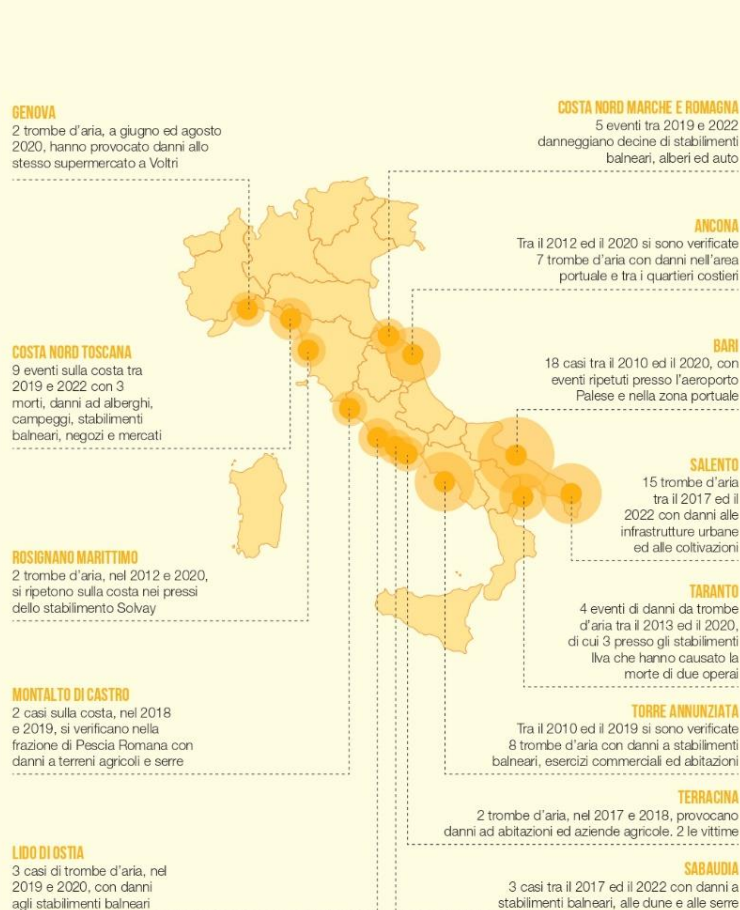 GENOVA
2 trombe d'aria, a giugno ed agosto
2020, hanno provocato danni allo
stesso supermercato a Voltri
COSTA NORD TOSCANA
9 eventi sulla costa tra
2019 e 2022 con 3
morti, danni ad alberghi,
campeggi, stabilimenti
balneari, negozi e mercati
ROSIGNANO MARITTIMO
2 trombe d'aria, nel 2012 e 2020,
si ripetono sulla costa nei pressi
dello stabilimento Solvay
MONTALTO DI CASTRO
2 casi sulla costa, nel 2018
e 2019, si verificano nella
frazione di Pescia Romana con
danni a terreni agricoli e serre
LIDO DI OSTIA
3 casi di trombe d'aria, nel
2019 e 2020, con danni
agli stabilimenti balneari
COSTA NORD MARCHE E ROMAGNA
5 eventi tra 2019 e 2022
danneggiano decine di stabilimenti
balneari, alberi ed auto
ANCONA
Tra il 2012 ed il 2020 si sono verificate
7 trombe d'aria con danni nell'area
portuale e tra i quartieri costieri
BARI
18 casi tra il 2010 ed il 2020, con
eventi ripetuti presso l'aeroporto
Palese e nella zona portuale
SALENTO
15 trombe d'aria
tra il 2017 ed il
2022 con danni alle
infrastrutture urbane
ed alle coltivazioni
TARANTO
4 eventi di danni da trombe
d'aria tra il 2013 ed il 2020,
di cui 3 presso gli stabilimenti
Ilva che hanno causato la
morte di due operai
TORRE ANNUNZIATA
Tra il 2010 ed il 2019 si sono verificate
8 trombe d'aria con danni a stabilimenti
balneari, esercizi commerciali ed abitazioni
TERRACINA
2 trombe d'aria, nel 2017 e 2018, provocano
danni ad abitazioni ed aziende agricole. 2 le vittime
SABAUDIA
3 casi tra il 2017 ed il 2022 con danni a
stabilimenti balneari, alle dune e alle serre